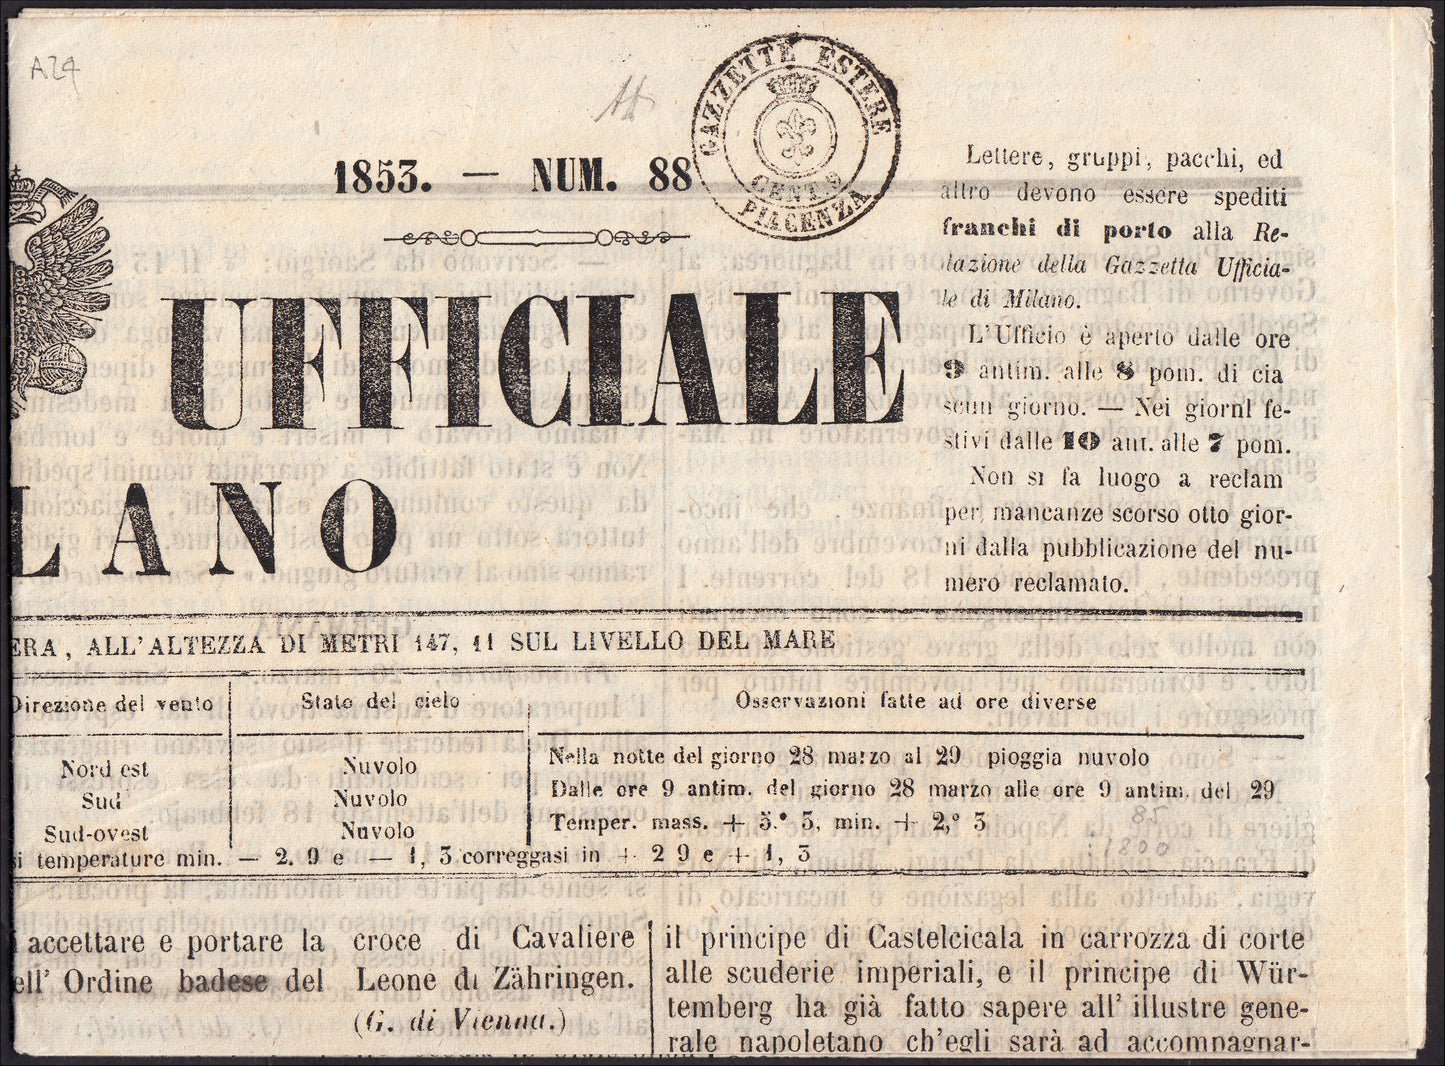 A24
GAZZETTE ESTERE
CENT. 9
PIACENZA
1853. — NUM. 88
UFFICIALE
LANO
Lettere, gruppi, pacchi, ed
altro devono essere spediti
franchi di porto alla Re-
lazione della Gazzetta Ufficia-
le di Milano.
L'Ufficio è aperto dalle ore
9 antim. alle 8 pom. di cia
scun giorno. — Nei giorni fe-
stivi dalle 10 ant. alle 7 pom.
Non si fa luogo a reclam
per mancanze scorso otto gior-
ni dalla pubblicazione del nu-
mero reclamato.
ERA, ALL'ALTEZZA DI METRI 147, 11 SUL LIVELLO DEL MARE
Direzione del vento
Stato del cielo
Osservazioni fatte ad ore diverse
Nord est
Sud
Sud-ovest
Nuvolo
Nuvolo
Nuvolo
Nella notte del giorno 28 marzo al 29 pioggia nuvolo
Dalle ore 9 antim. del giorno 28 marzo alle ore 9 antim. del 29
Temper. mass. + 5.° 5, min. + 2,° 3
si temperature min. — 2. 9 e — 1, 3 correggasi in + 2 9 e + 1, 3
85
1800
accettare e portare la croce di Cavaliere
ell' Ordine badese del Leone di Zähringen.
(G. di Vienna.)
il principe di Castelcicala in carrozza di corte
alle scuderie imperiali, e il principe di Wür-
temberg ha già fatto sapere all' illustre gene-
rale napoletano ch'egli sarà ad accompagnar-